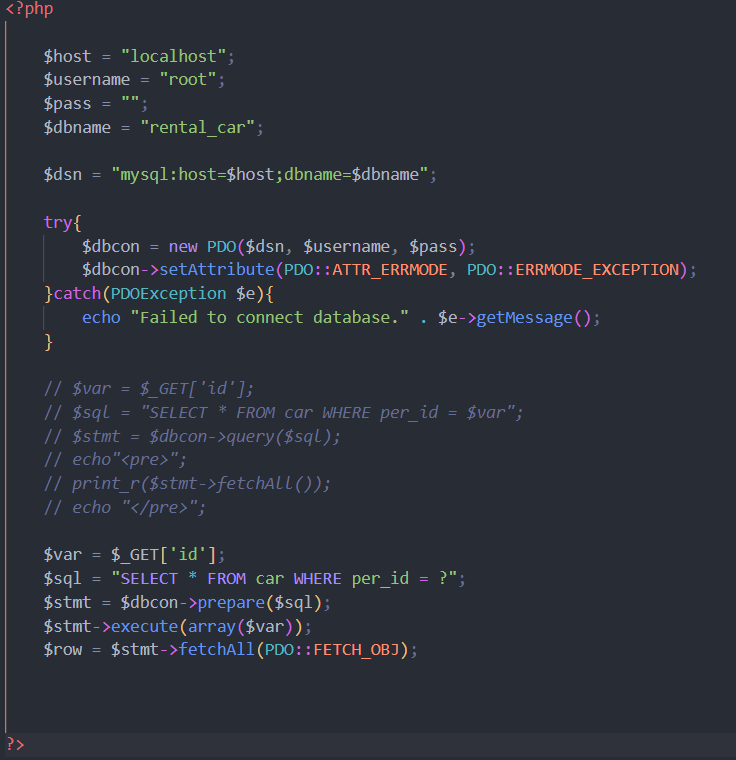 <?php
$host = "localhost";
$username = "root";
$pass = "";
$dbname = "rental_car";
$dsn = "mysql:host=$host;dbname=$dbname";
try{
$dbcon = new PDO($dsn, $username, $pass);
$dbcon->setAttribute(PDO::ATTR_ERRMODE, PDO::ERRMODE_EXCEPTION);
}catch(PDOException $e){
echo "Failed to connect database." . $e->getMessage();
}
// $var = $_GET['id'];
// $sql = "SELECT * FROM car WHERE per_id = $var";
// $stmt = $dbcon->query($sql);
// echo"<pre>";
// print_r($stmt->fetchAll());
// echo "</pre>";
$var = $_GET['id'];
$sql = "SELECT * FROM car WHERE per_id = ?";
$stmt = $dbcon->prepare($sql);
$stmt->execute(array($var));
$row = $stmt->fetchAll(PDO::FETCH_OBJ);
?>